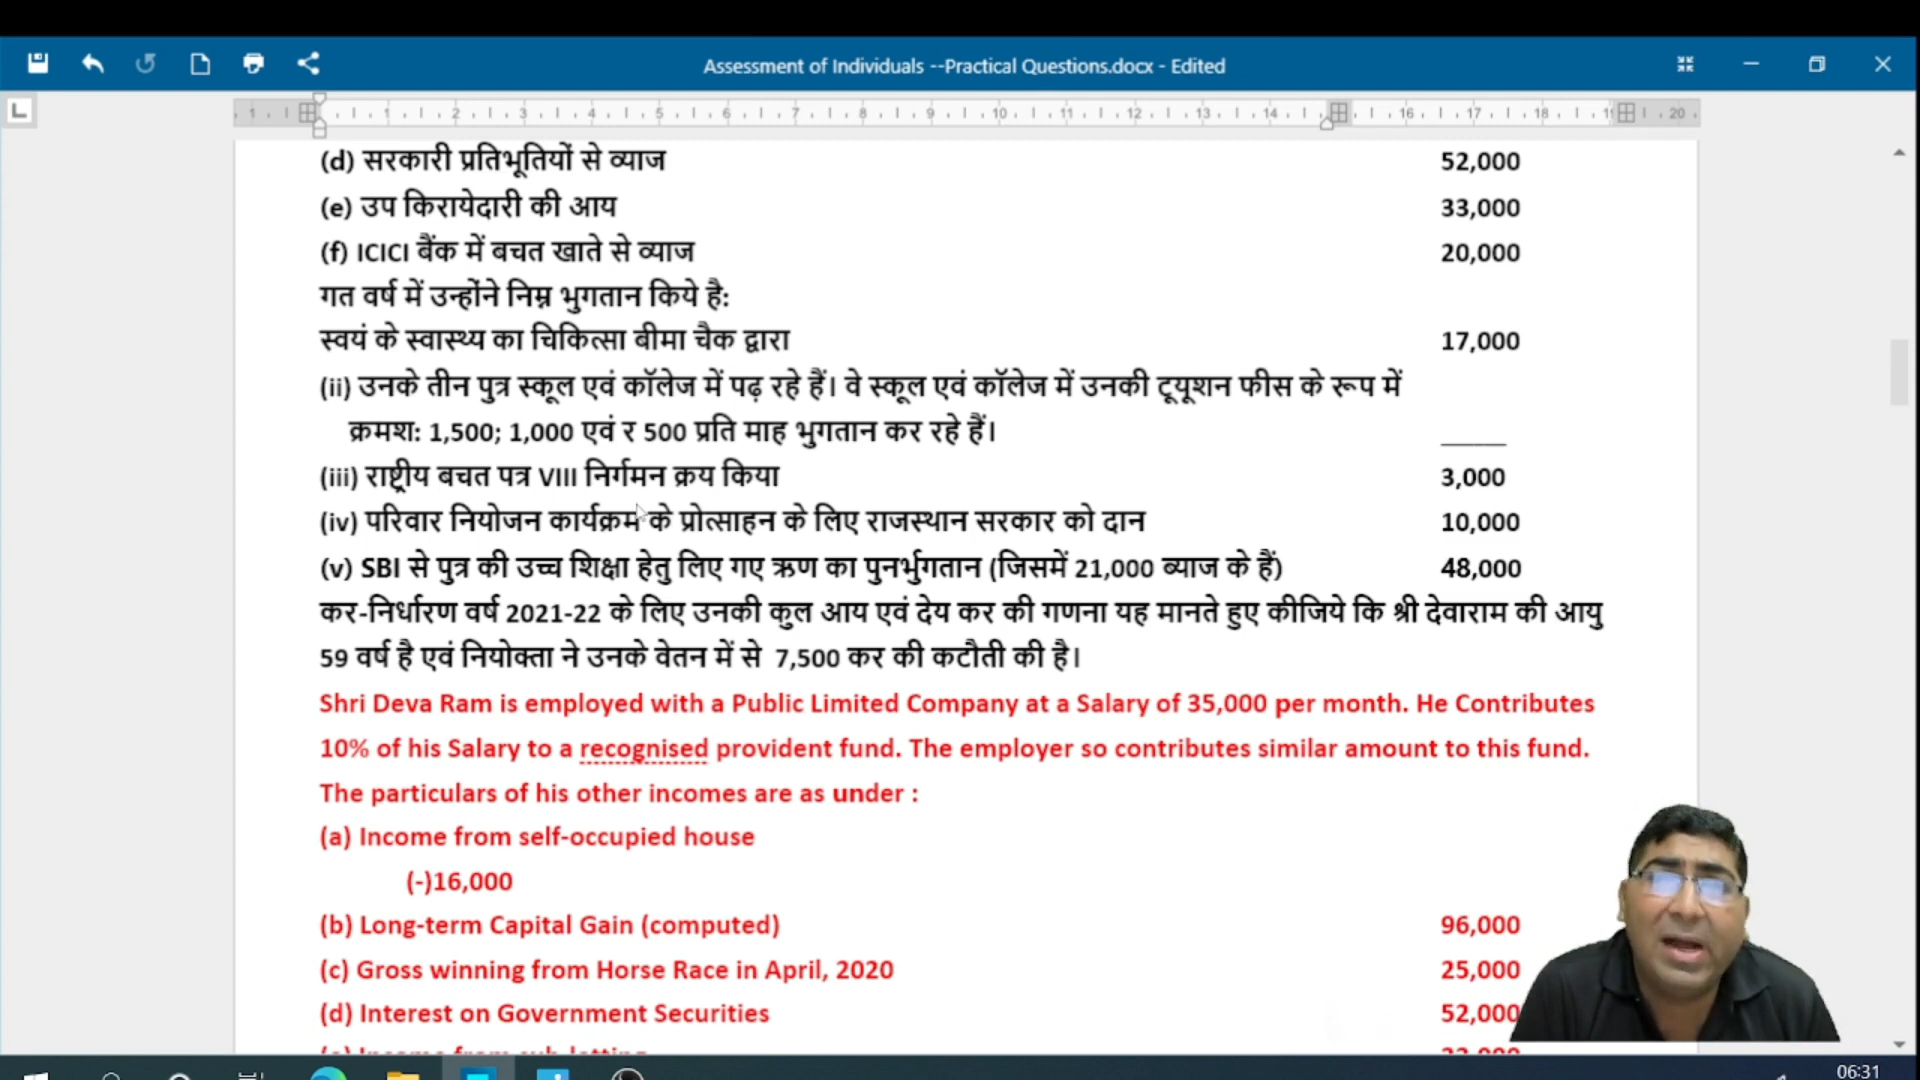 Assessment of Individuals --Practical Questions.docx - Edited
(d) सरकारी प्रतिभूतियों से व्याज 52,000
(e) उप किरायेदारी की आय 33,000
(f) ICICI बैंक में बचत खाते से व्याज 20,000
गत वर्ष में उन्होंने निम्न भुगतान किये है:
स्वयं के स्वास्थ्य का चिकित्सा बीमा चैक द्वारा 17,000
(ii) उनके तीन पुत्र स्कूल एवं कॉलेज में पढ़ रहे हैं। वे स्कूल एवं कॉलेज में उनकी टूयूशन फीस के रूप में
क्रमश: 1,500; 1,000 एवं र 500 प्रति माह भुगतान कर रहे हैं।
(iii) राष्ट्रीय बचत पत्र VIII निर्गमन क्रय किया 3,000
(iv) परिवार नियोजन कार्यक्रम के प्रोत्साहन के लिए राजस्थान सरकार को दान 10,000
(v) SBI से पुत्र की उच्च शिक्षा हेतु लिए गए ऋण का पुनर्भुगतान (जिसमें 21,000 ब्याज के हैं) 48,000
कर-निर्धारण वर्ष 2021-22 के लिए उनकी कुल आय एवं देय कर की गणना यह मानते हुए कीजिये कि श्री देवाराम की आयु
59 वर्ष है एवं नियोक्ता ने उनके वेतन में से 7,500 कर की कटौती की है।
Shri Deva Ram is employed with a Public Limited Company at a Salary of 35,000 per month. He Contributes
10% of his Salary to a recognised provident fund. The employer so contributes similar amount to this fund.
The particulars of his other incomes are as under :
(a) Income from self-occupied house
(-)16,000
(b) Long-term Capital Gain (computed) 96,000
(c) Gross winning from Horse Race in April, 2020 25,000
(d) Interest on Government Securities 52,000
06:31